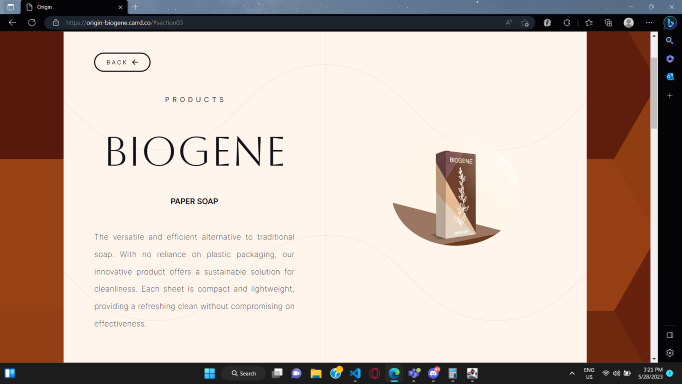 Origin
https://origin-biogene.carrd.co/#section03
BACK
PRODUCTS
BIOGENE
PAPER SOAP
The versatile and efficient alternative to traditional
soap. With no reliance on plastic packaging, our
innovative product offers a sustainable solution for
cleanliness. Each sheet is compact and lightweight,
providing a refreshing clean without compromising on
effectiveness.
BIOGENE
Search
ENG
US
3:21 PM
5/28/2023